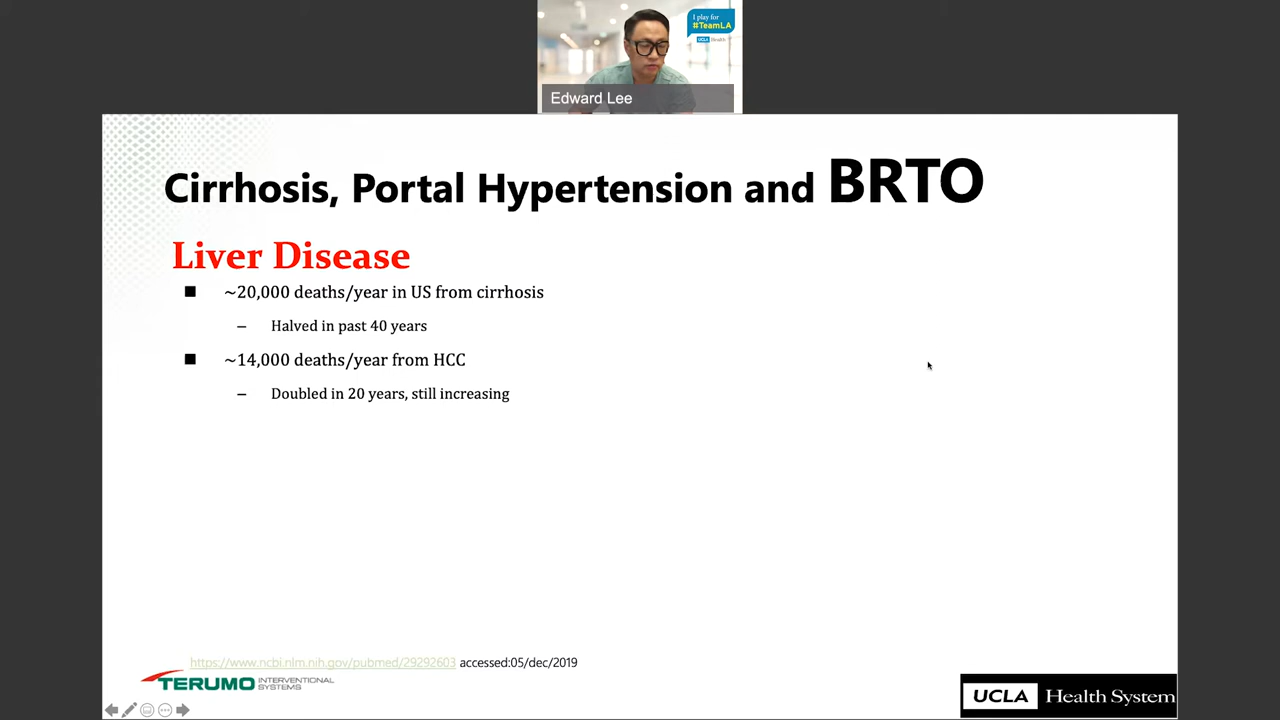 I play for
#TeamLA
UCLA Health
Edward Lee
Cirrhosis, Portal Hypertension and BRTO
Liver Disease
~20,000 deaths/year in US from cirrhosis
– Halved in past 40 years
~14,000 deaths/year from HCC
– Doubled in 20 years, still increasing
https://www.ncbi.nlm.nih.gov/pubmed/29292603 accessed:05/dec/2019
TERUMO INTERVENTIONAL SYSTEMS
UCLA Health System